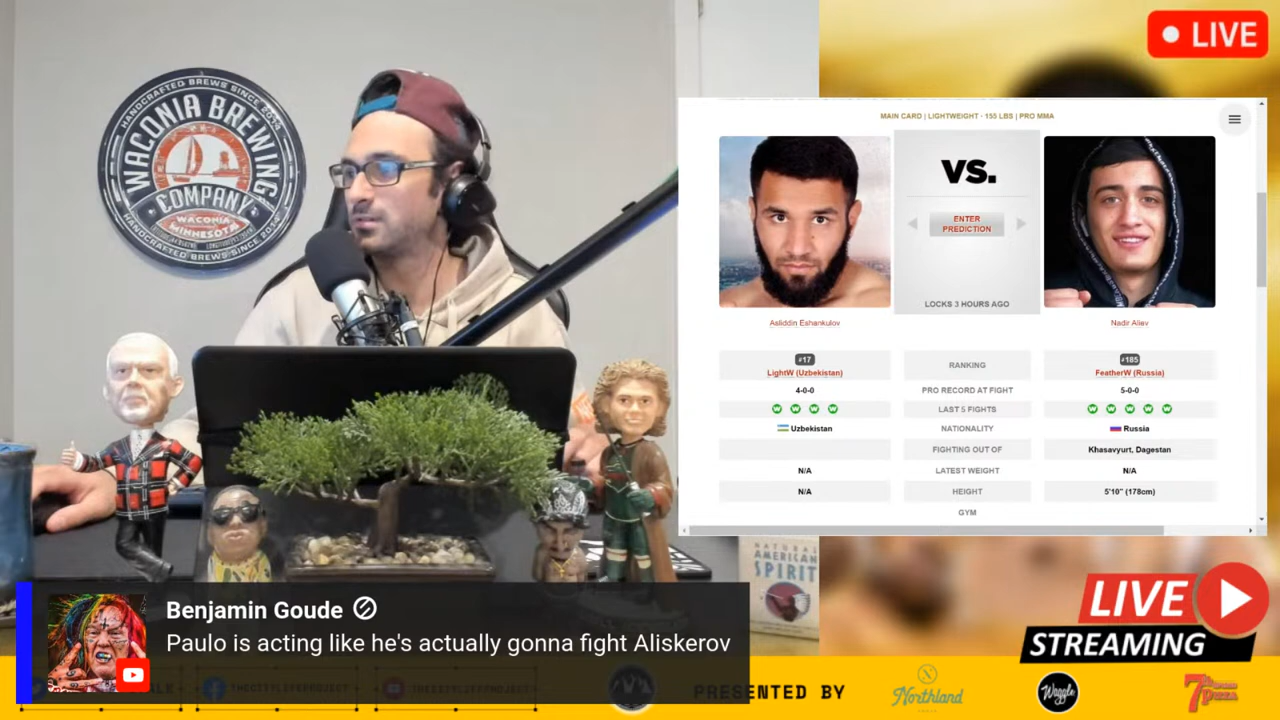 LIVE
HANDCRAFTED BREWS SINCE 2014
WACONIA BREWING
COMPANY
WACONIA
MINNESOTA
HANDCRAFTED BREWS SINCE 2014
MAIN CARD | LIGHTWEIGHT · 155 LBS | PRO MMA
VS.
ENTER
PREDICTION
LOCKS 3 HOURS AGO
Asliddin Eshankulov
Nadir Aliev
#17
LightW (Uzbekistan)
RANKING
#185
FeatherW (Russia)
4-0-0
PRO RECORD AT FIGHT
5-0-0
W W W W
LAST 5 FIGHTS
W W W W W
Uzbekistan
NATIONALITY
Russia
FIGHTING OUT OF
Khasavyurt, Dagestan
N/A
LATEST WEIGHT
N/A
N/A
HEIGHT
5'10" (178cm)
GYM
NATURAL
AMERICAN
SPIRIT
Benjamin Goude
Paulo is acting like he's actually gonna fight Aliskerov
LIVE
STREAMING
PRESENTED BY
Northland
Waggle